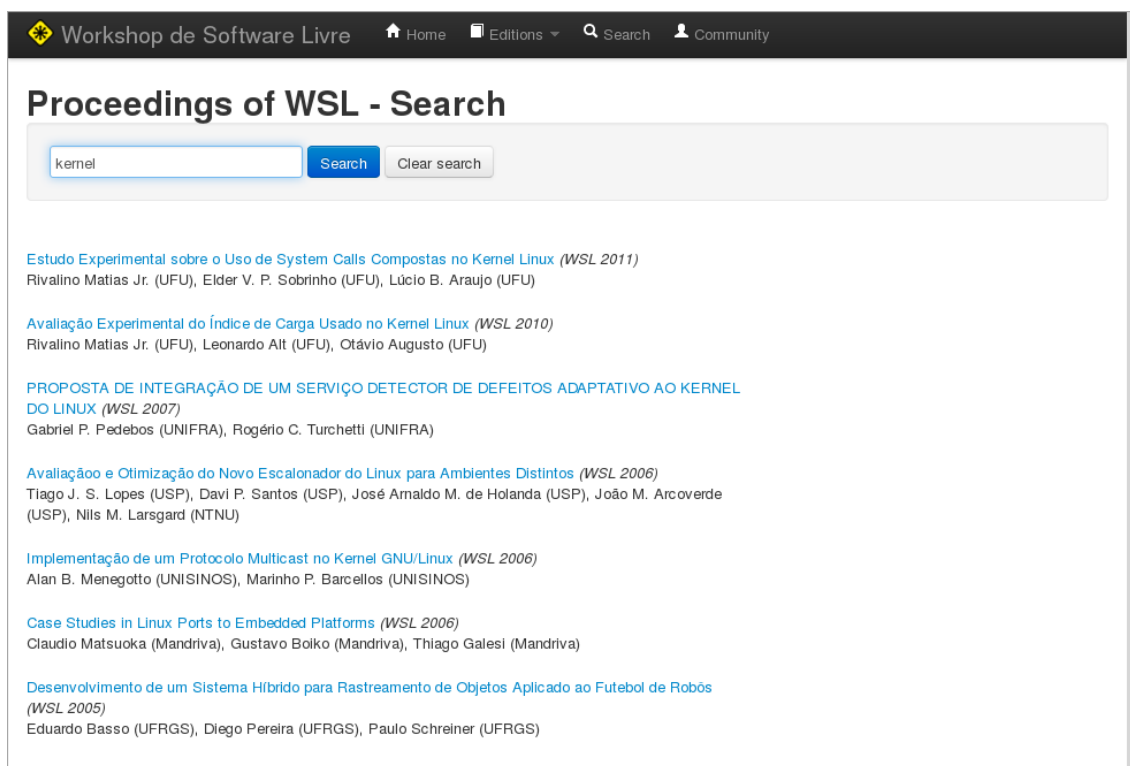 Workshop de Software Livre Home Editions Search Community
Proceedings of WSL - Search
kernel Search Clear search
Estudo Experimental sobre o Uso de System Calls Compostas no Kernel Linux (WSL 2011)
Rivalino Matias Jr. (UFU), Elder V. P. Sobrinho (UFU), Lúcio B. Araujo (UFU)
Avaliação Experimental do Índice de Carga Usado no Kernel Linux (WSL 2010)
Rivalino Matias Jr. (UFU), Leonardo Alt (UFU), Otávio Augusto (UFU)
PROPOSTA DE INTEGRAÇÃO DE UM SERVIÇO DETECTOR DE DEFEITOS ADAPTATIVO AO KERNEL
DO LINUX (WSL 2007)
Gabriel P. Pedebos (UNIFRA), Rogério C. Turchetti (UNIFRA)
Avaliaçãoo e Otimização do Novo Escalonador do Linux para Ambientes Distintos (WSL 2006)
Tiago J. S. Lopes (USP), Davi P. Santos (USP), José Arnaldo M. de Holanda (USP), João M. Arcoverde
(USP), Nils M. Larsgard (NTNU)
Implementação de um Protocolo Multicast no Kernel GNU/Linux (WSL 2006)
Alan B. Menegotto (UNISINOS), Marinho P. Barcellos (UNISINOS)
Case Studies in Linux Ports to Embedded Platforms (WSL 2006)
Claudio Matsuoka (Mandriva), Gustavo Boiko (Mandriva), Thiago Galesi (Mandriva)
Desenvolvimento de um Sistema Híbrido para Rastreamento de Objetos Aplicado ao Futebol de Robôs
(WSL 2005)
Eduardo Basso (UFRGS), Diego Pereira (UFRGS), Paulo Schreiner (UFRGS)